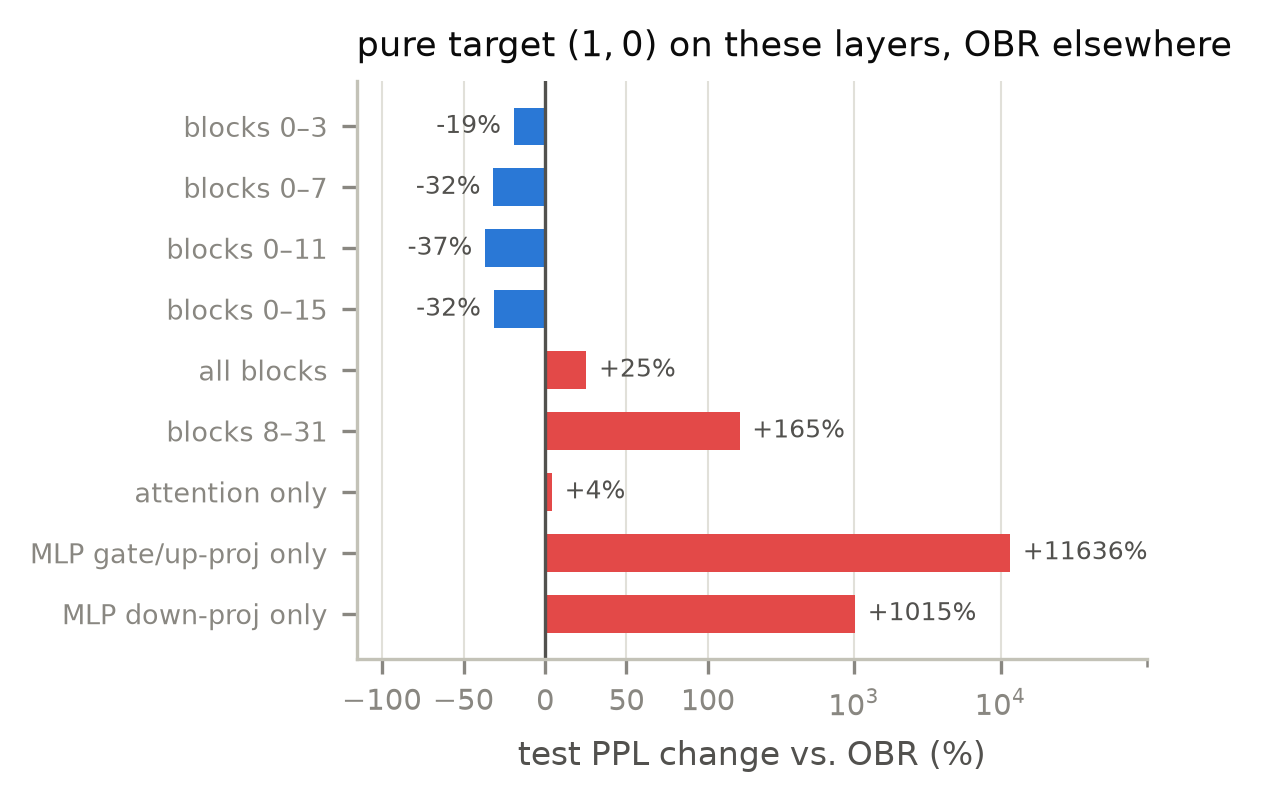 pure target (1, 0) on these layers, OBR elsewhere
blocks 0–3
-19%
blocks 0–7
-32%
blocks 0–11
-37%
blocks 0–15
-32%
all blocks
+25%
blocks 8–31
+165%
attention only
+4%
MLP gate/up-proj only
+11636%
MLP down-proj only
+1015%
−100 −50 0 50 100 10³ 10⁴
test PPL change vs. OBR (%)